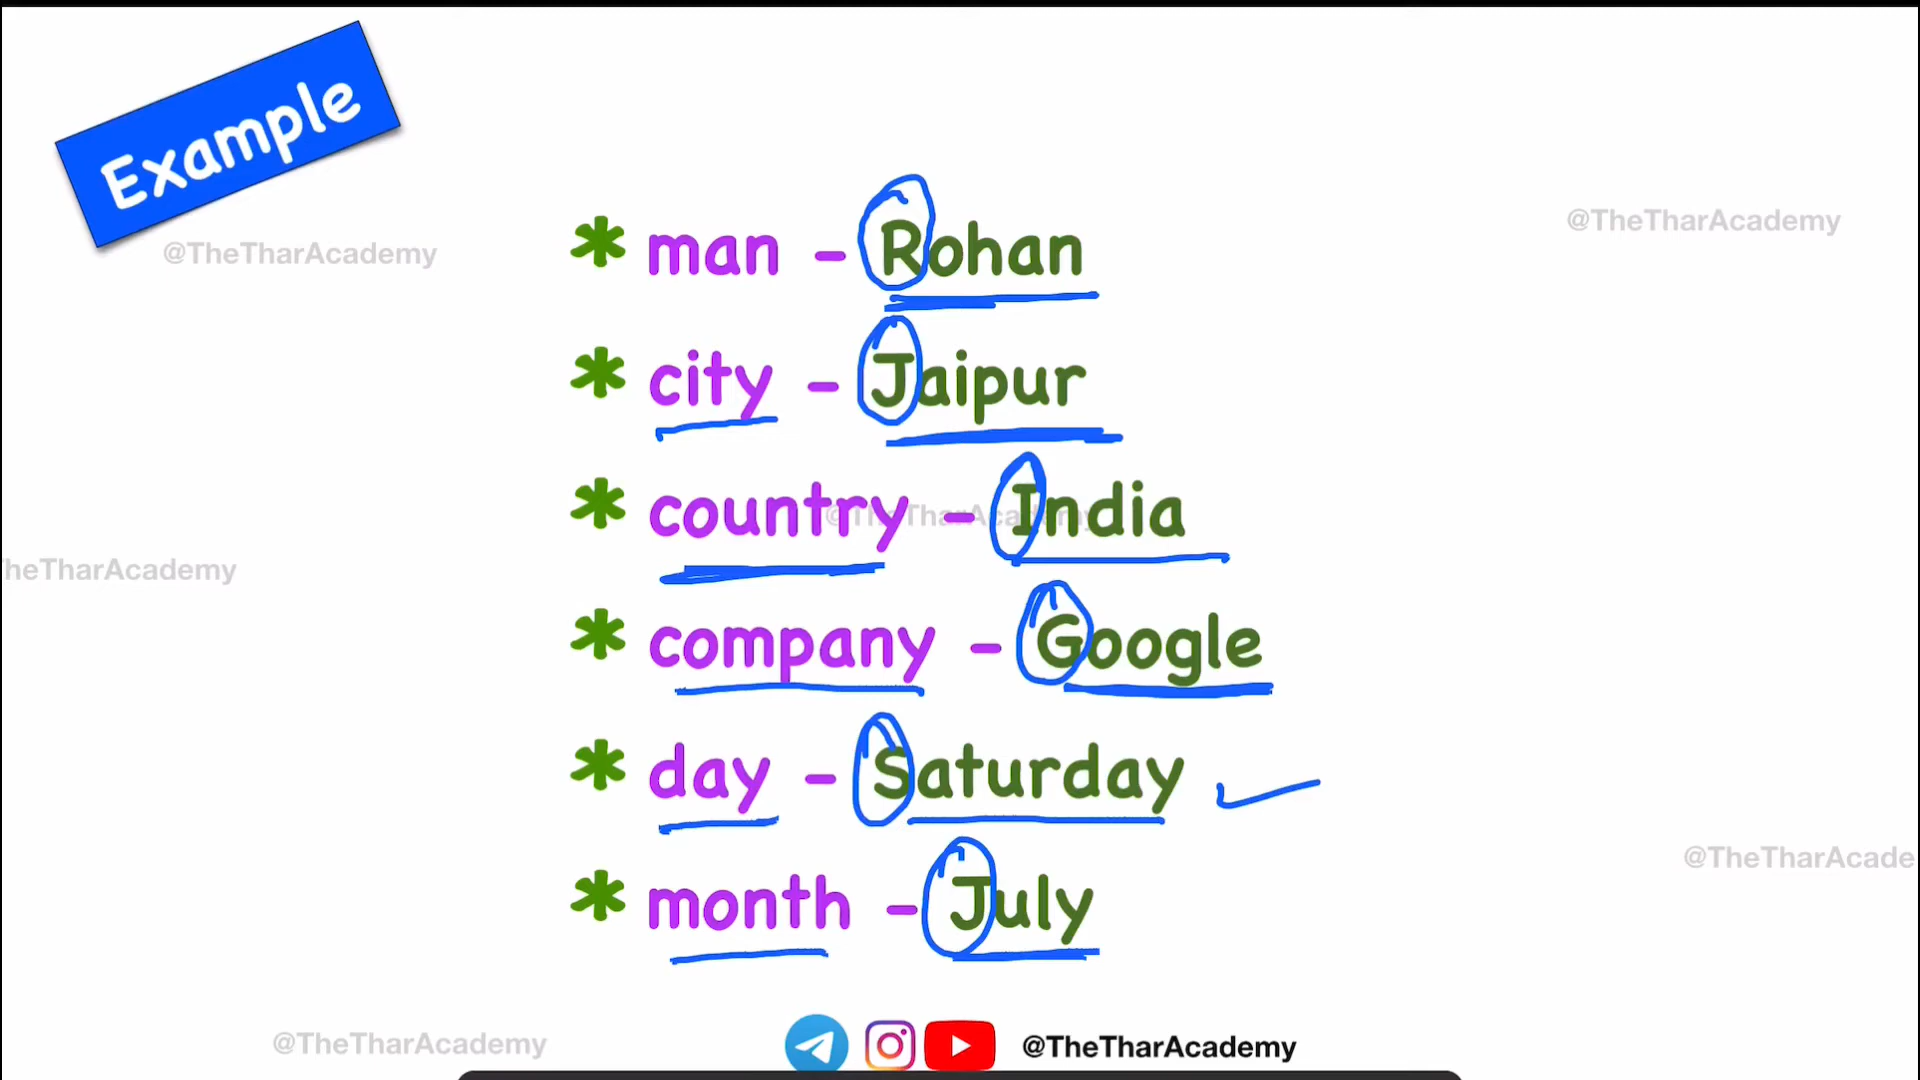 Example
@TheTharAcademy
@TheTharAcademy
* man - Rohan
* city - Jaipur
* country - India
@TheTharAcademy
heTharAcademy
* company - Google
* day - Saturday
@TheTharAcade
* month - July
@TheTharAcademy
@TheTharAcademy